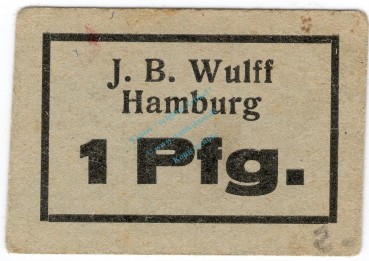 J. B. Wulff
Hamburg
1 Pfg.